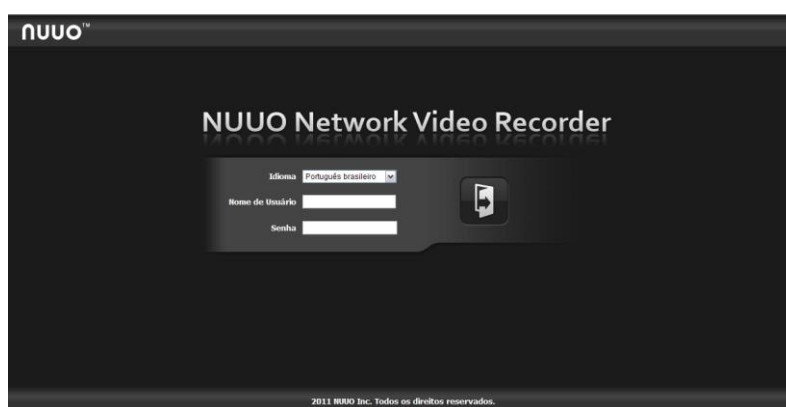 nuuo™
NUUO Network Video Recorder
Idioma Português brasileiro
Nome de Usuário
Senha
2011 NUUO Inc. Todos os direitos reservados.